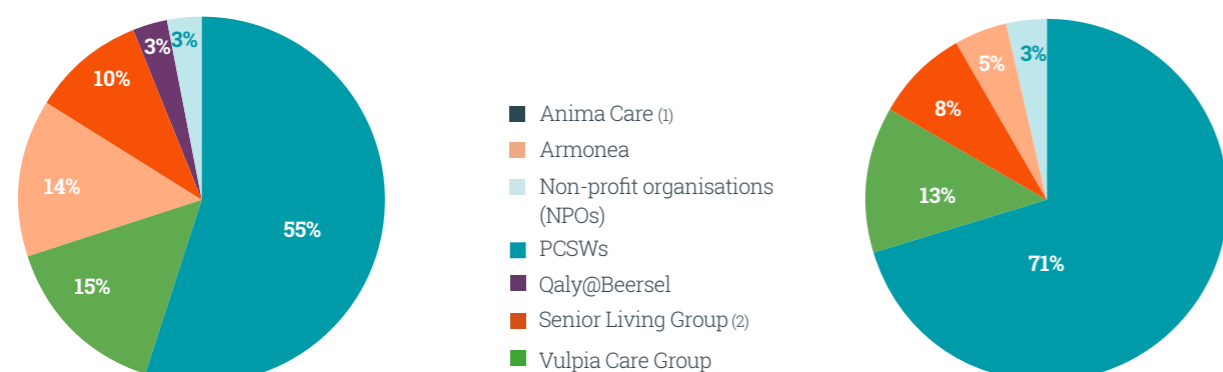 3%
3%
10%
14%
15%
55%
Anima Care (1)
Armonea
Non-profit organisations
(NPOs)
PCSWs
Qaly@Beersel
Senior Living Group (2)
Vulpia Care Group
3%
5%
8%
13%
71%